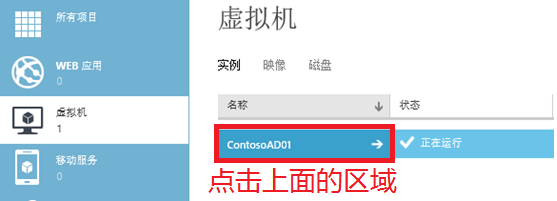 所有项目
WEB 应用
0
虚拟机
1
移动服务
0
虚拟机
实例 映像 磁盘
名称 状态
ContosoAD01 正在运行
点击上面的区域